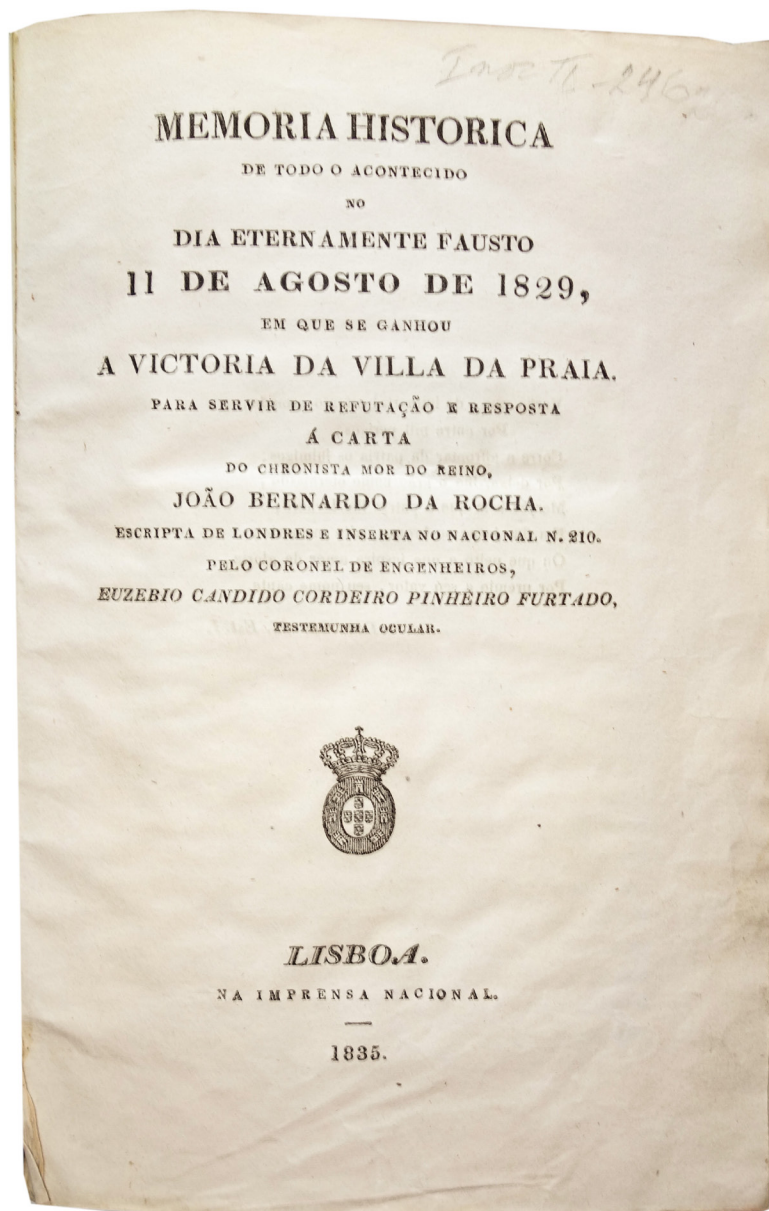 Inoc II - 246
MEMORIA HISTORICA
DE TODO O ACONTECIDO
NO
DIA ETERNAMENTE FAUSTO
11 DE AGOSTO DE 1829,
EM QUE SE GANHOU
A VICTORIA DA VILLA DA PRAIA.
PARA SERVIR DE REFUTAÇÃO E RESPOSTA
Á CARTA
DO CHRONISTA MOR DO REINO,
JOÃO BERNARDO DA ROCHA.
ESCRIPTA DE LONDRES E INSERTA NO NACIONAL N. 210.
PELO CORONEL DE ENGENHEIROS,
EUZEBIO CANDIDO CORDEIRO PINHEIRO FURTADO,
TESTEMUNHA OCULAR.
LISBOA.
NA IMPRENSA NACIONAL.
1835.